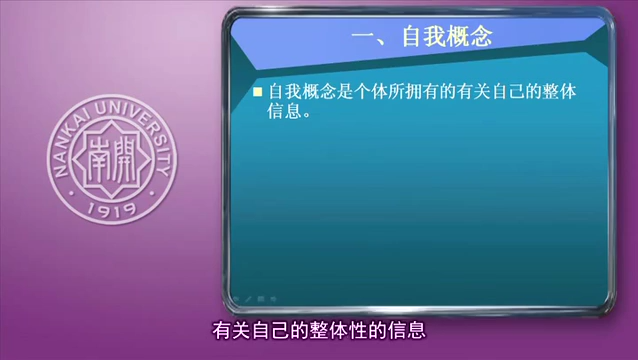 一、自我概念
自我概念是个体所拥有的有关自己的整体
信息。
NANKAI UNIVERSITY
南開
1919
有关自己的整体性的信息